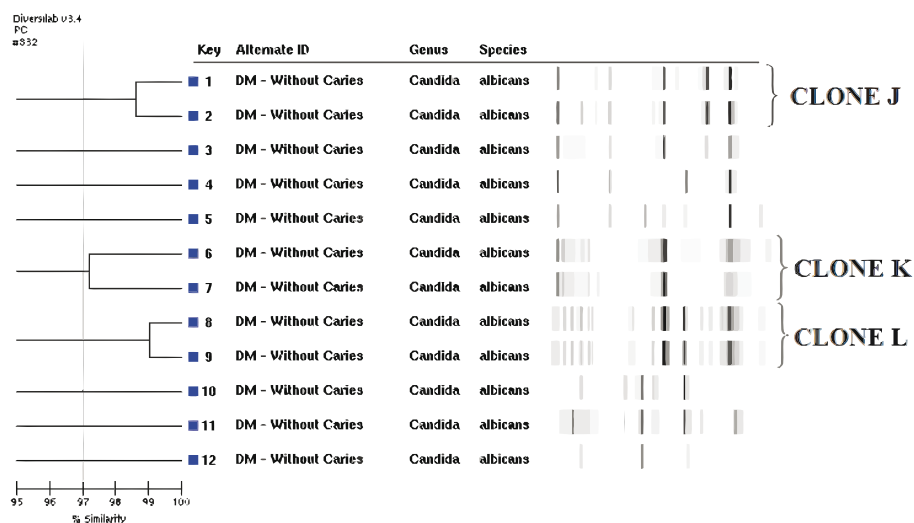 Diversilab v3.4
PC
#332
Key Alternate ID Genus Species
1 DM - Without Caries Candida albicans
2 DM - Without Caries Candida albicans
CLONE J
3 DM - Without Caries Candida albicans
4 DM - Without Caries Candida albicans
5 DM - Without Caries Candida albicans
6 DM - Without Caries Candida albicans
7 DM - Without Caries Candida albicans
CLONE K
8 DM - Without Caries Candida albicans
9 DM - Without Caries Candida albicans
CLONE L
10 DM - Without Caries Candida albicans
11 DM - Without Caries Candida albicans
12 DM - Without Caries Candida albicans
95 96 97 98 99 100
% Similarity